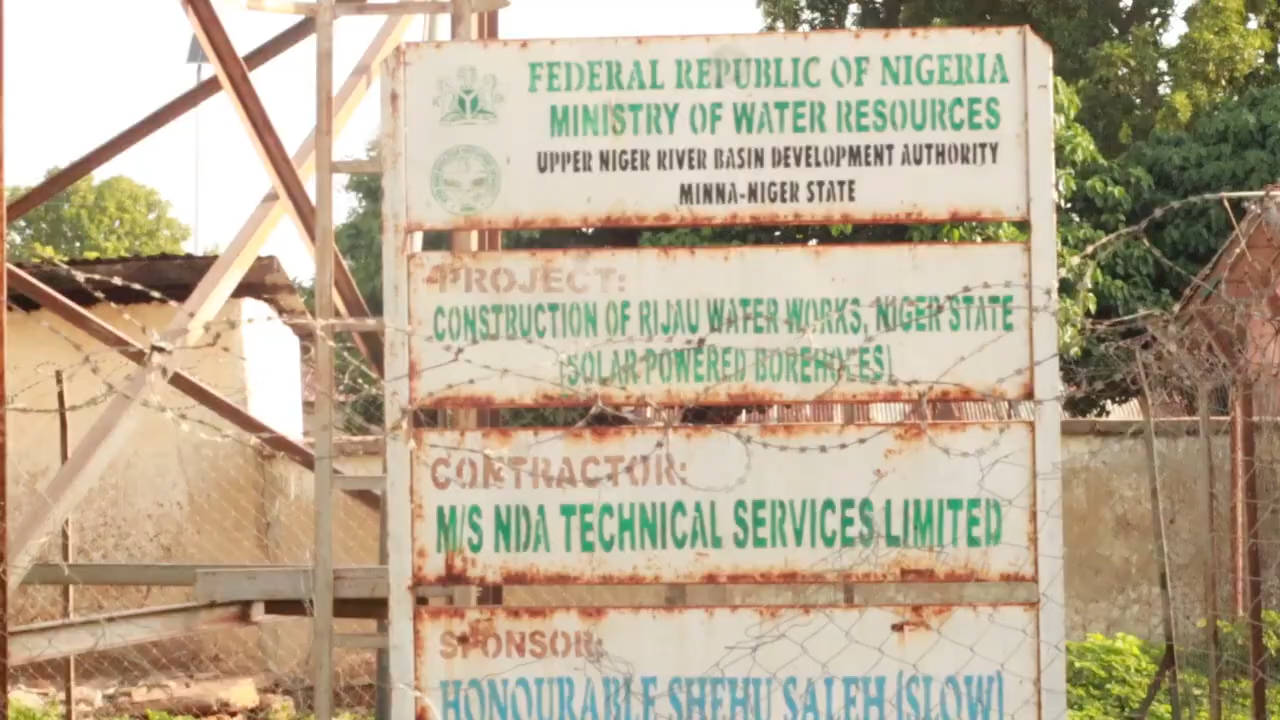 FEDERAL REPUBLIC OF NIGERIA
MINISTRY OF WATER RESOURCES
UPPER NIGER RIVER BASIN DEVELOPMENT AUTHORITY
MINNA-NIGER STATE
PROJECT:
CONSTRUCTION OF RIJAU WATER WORKS, NIGER STATE
(SOLAR POWERED BOREHOLES)
CONTRACTOR:
M/S NDA TECHNICAL SERVICES LIMITED
SPONSOR:
HONOURABLE SHEHU SALEH (SLOW)